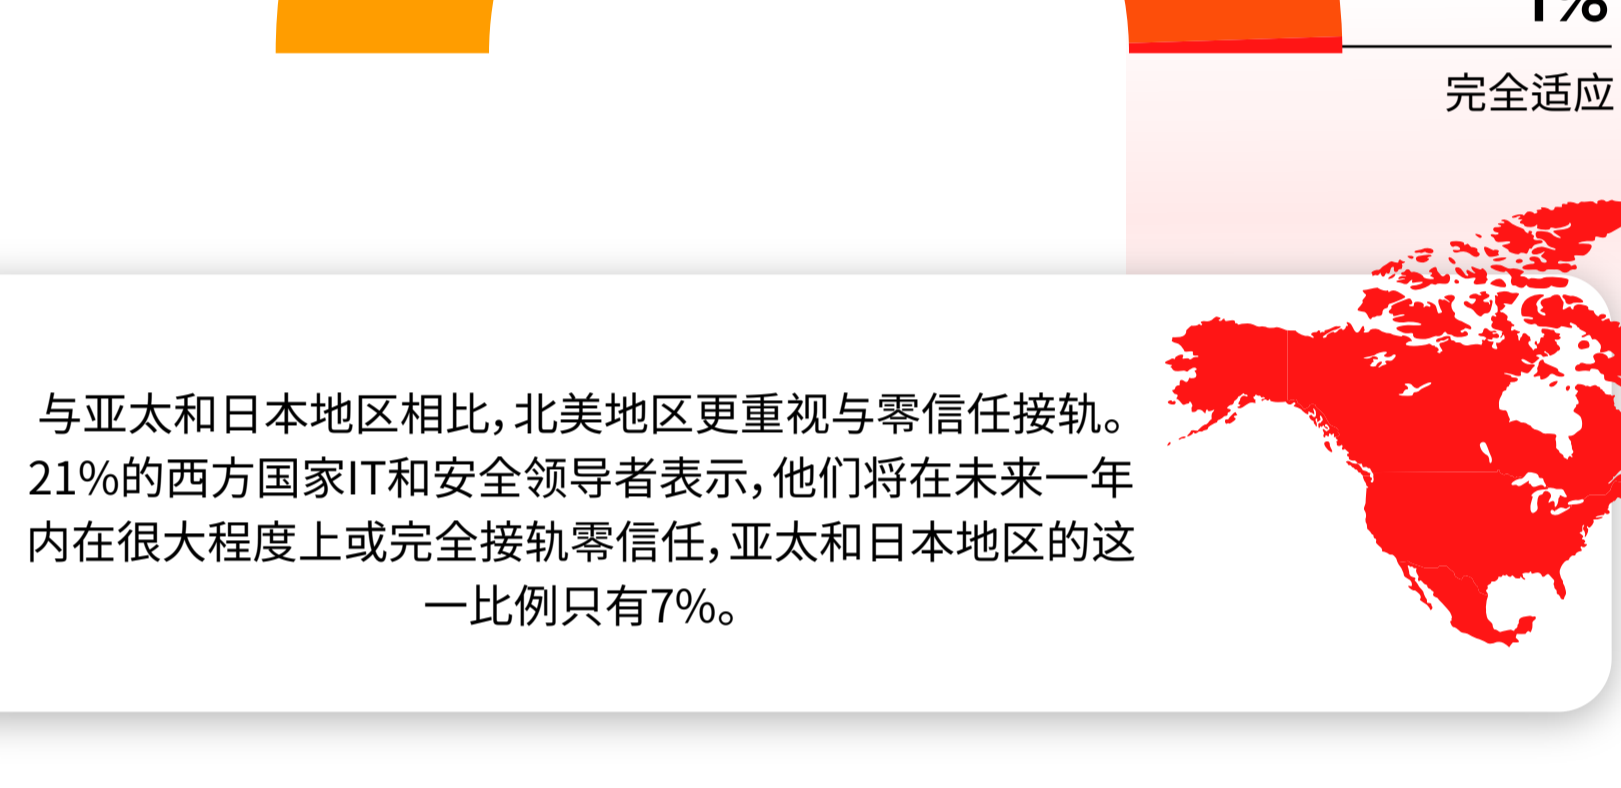 1%
完全适应
与亚太和日本地区相比，北美地区更重视与零信任接轨。
21%的西方国家IT和安全领导者表示，他们将在未来一年
内在很大程度上或完全接轨零信任，亚太和日本地区的这
一比例只有7%。